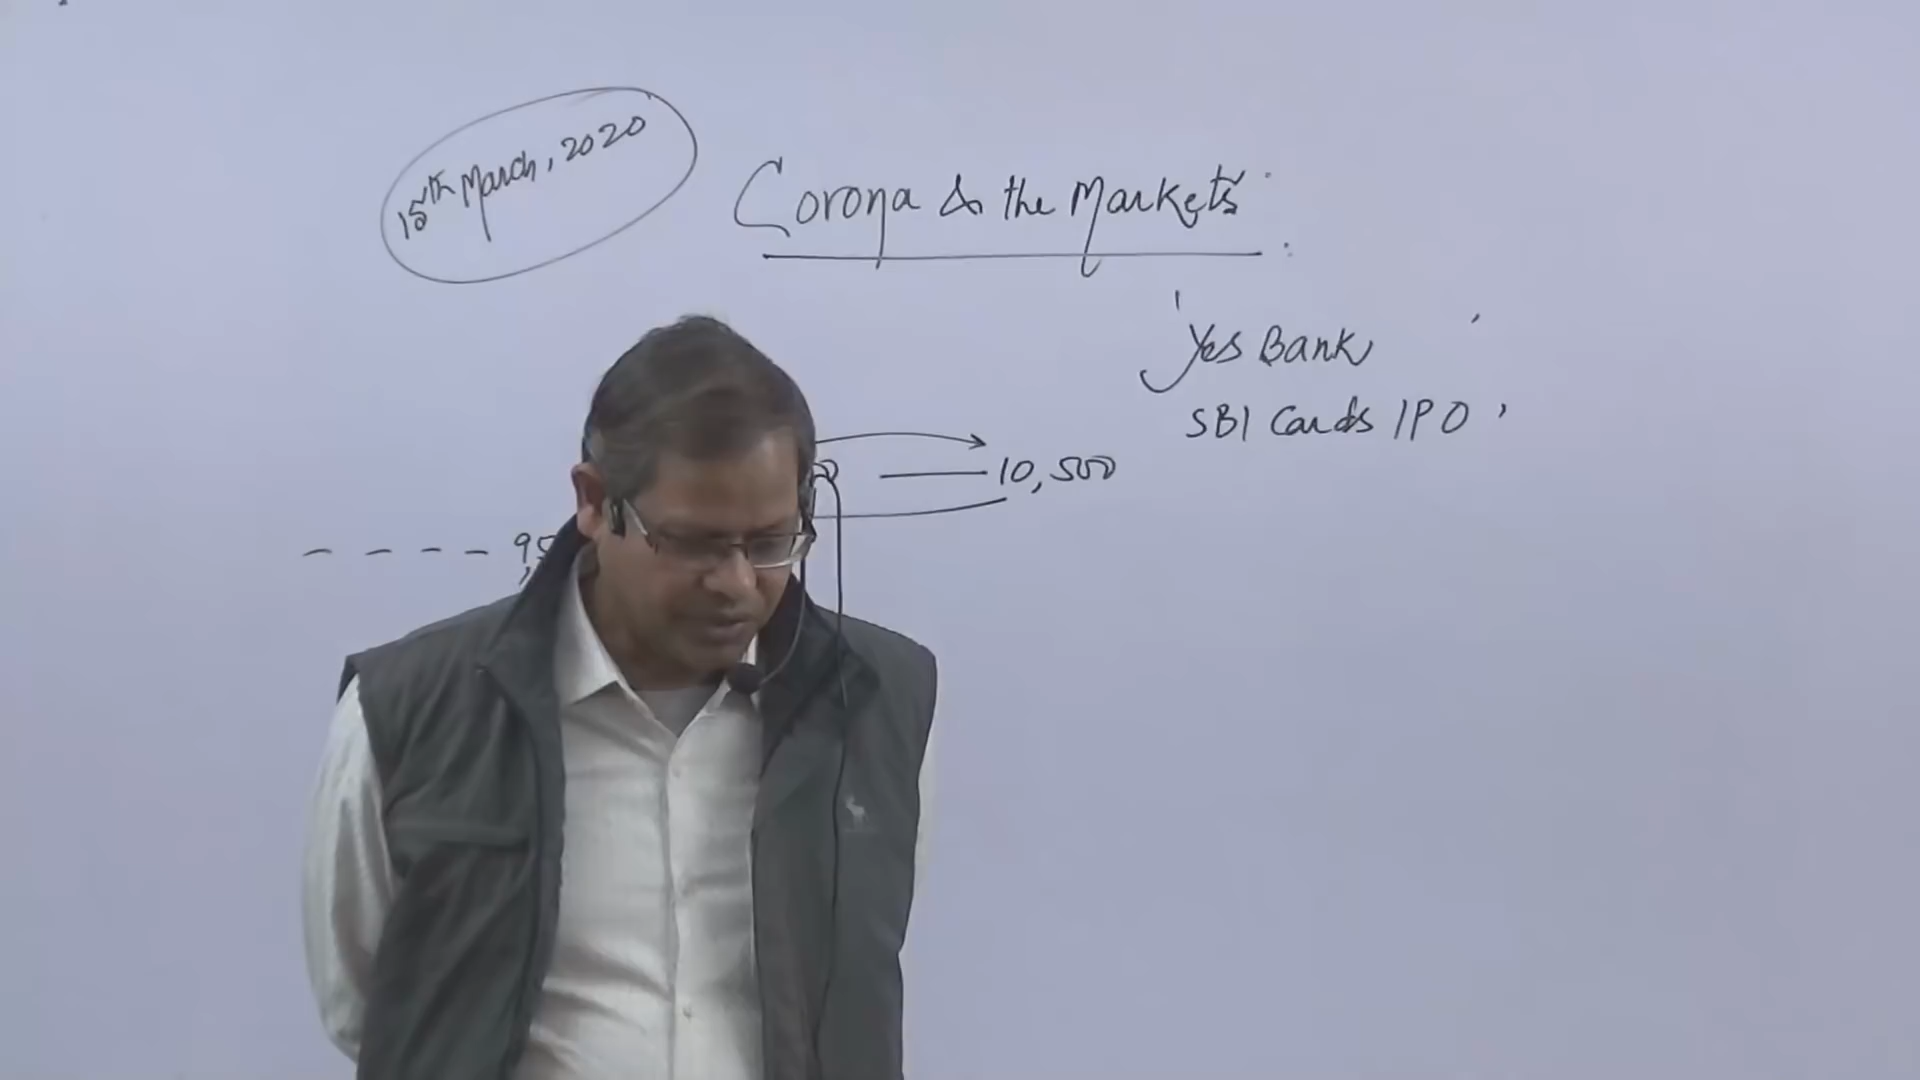 15th March, 2020
Corona & the Markets
Yes Bank
SBI Cards IPO
10,500